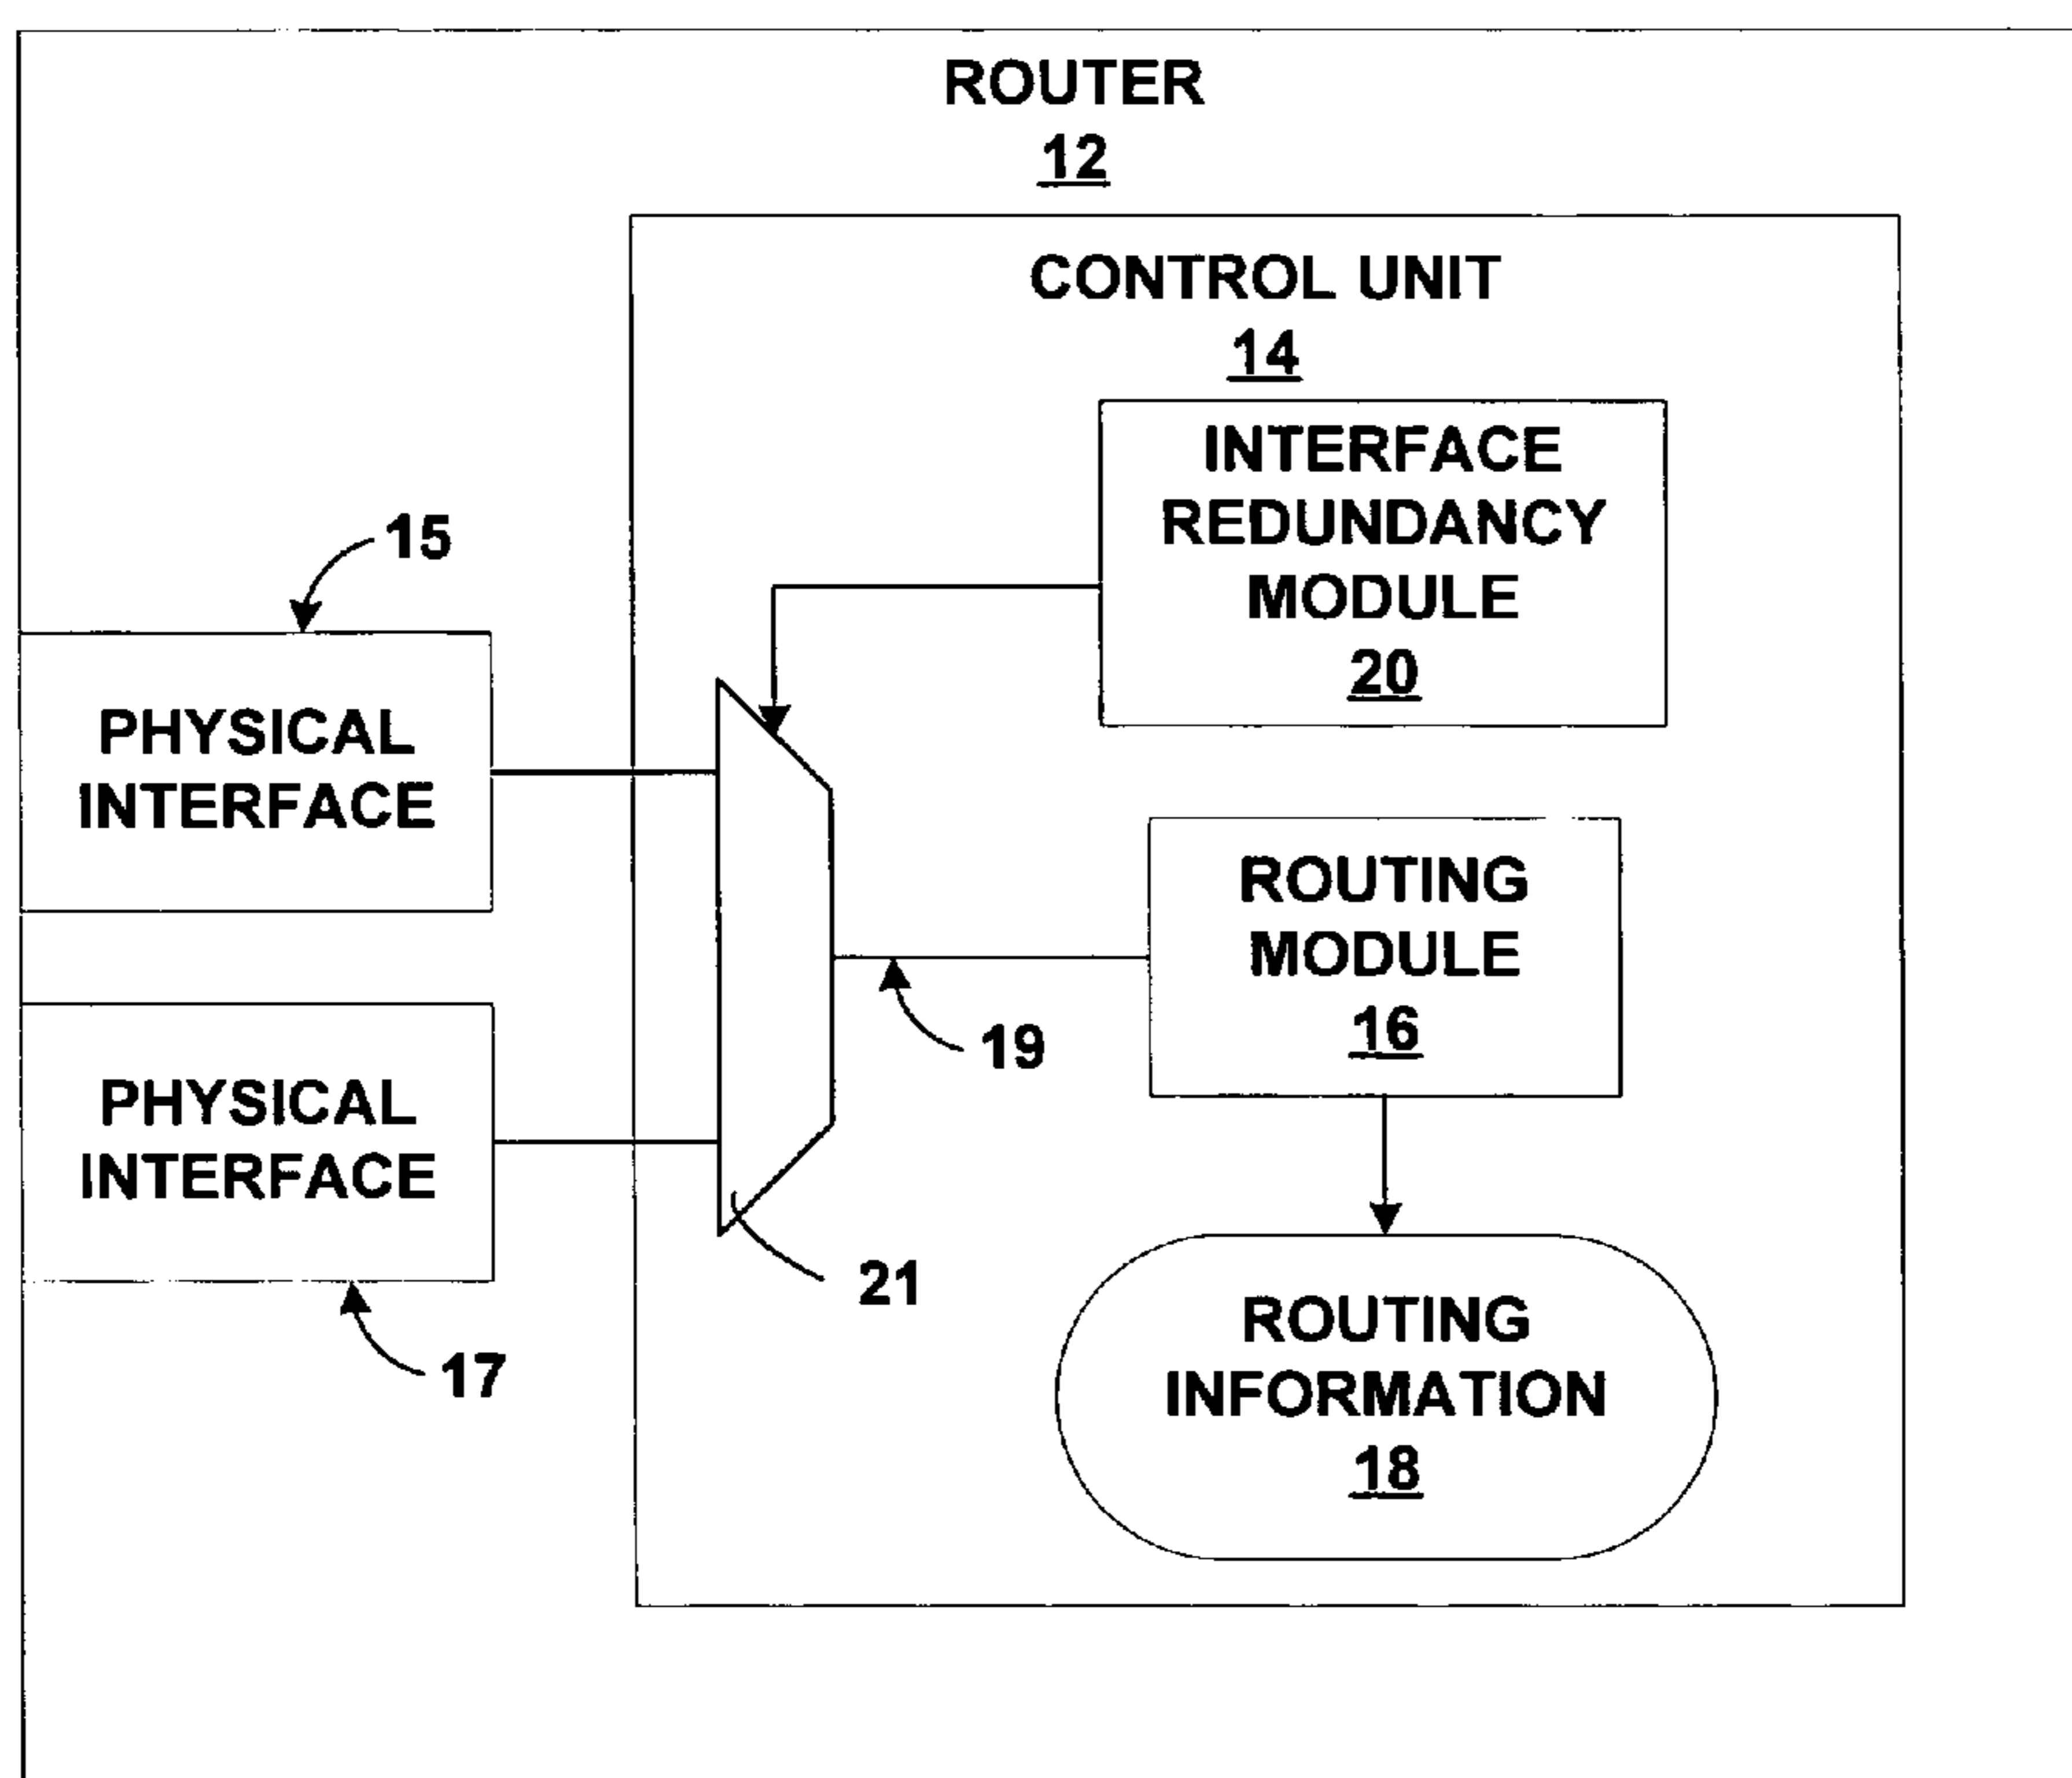 ROUTER
12
CONTROL UNIT
14
INTERFACE
REDUNDANCY
MODULE
20
15
PHYSICAL
INTERFACE
ROUTING
MODULE
16
19
PHYSICAL
INTERFACE
21
17
ROUTING
INFORMATION
18